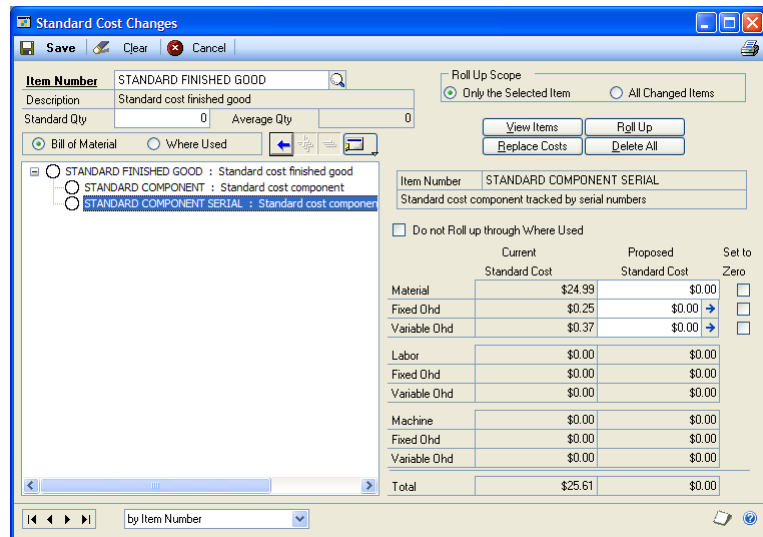 Standard Cost Changes
Save Clear Cancel
Item Number STANDARD FINISHED GOOD
Description Standard cost finished good
Standard Qty 0 Average Qty 0
Bill of Material Where Used
STANDARD FINISHED GOOD : Standard cost finished good
STANDARD COMPONENT : Standard cost component
STANDARD COMPONENT SERIAL : Standard cost componen
Roll Up Scope
Only the Selected Item All Changed Items
View Items Roll Up
Replace Costs Delete All
Item Number STANDARD COMPONENT SERIAL
Standard cost component tracked by serial numbers
Do not Roll up through Where Used
Current Proposed Set to
Standard Cost Standard Cost Zero
Material $24.99 $0.00
Fixed Ohd $0.25 $0.00
Variable Ohd $0.37 $0.00
Labor $0.00 $0.00
Fixed Ohd $0.00 $0.00
Variable Ohd $0.00 $0.00
Machine $0.00 $0.00
Fixed Ohd $0.00 $0.00
Variable Ohd $0.00 $0.00
Total $25.61 $0.00
by Item Number